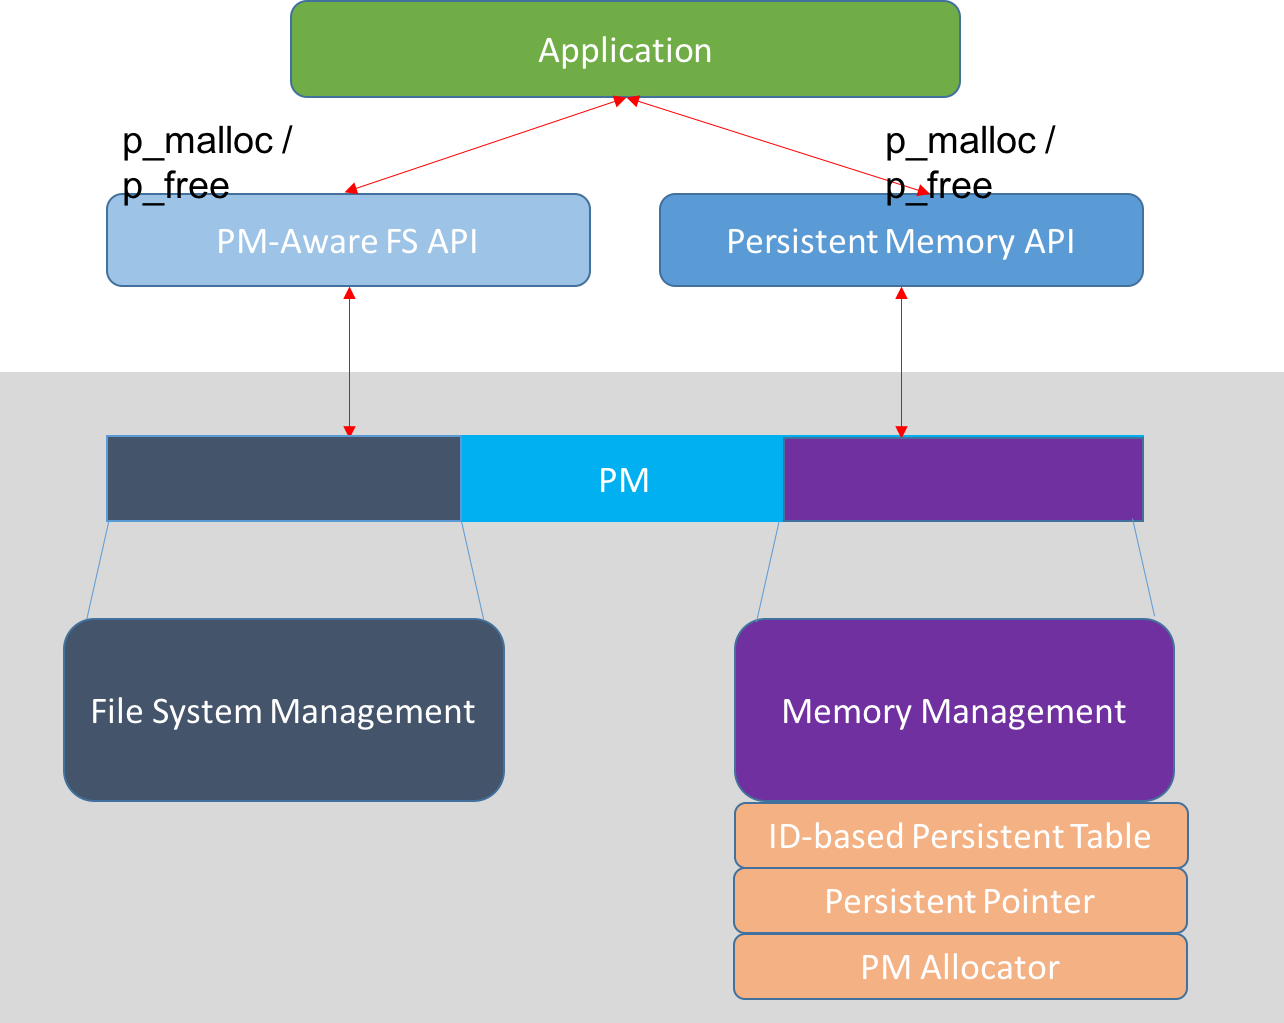 Application
p_malloc /
p_free
p_malloc /
p_free
PM-Aware FS API
Persistent Memory API
PM
File System Management
Memory Management
ID-based Persistent Table
Persistent Pointer
PM Allocator